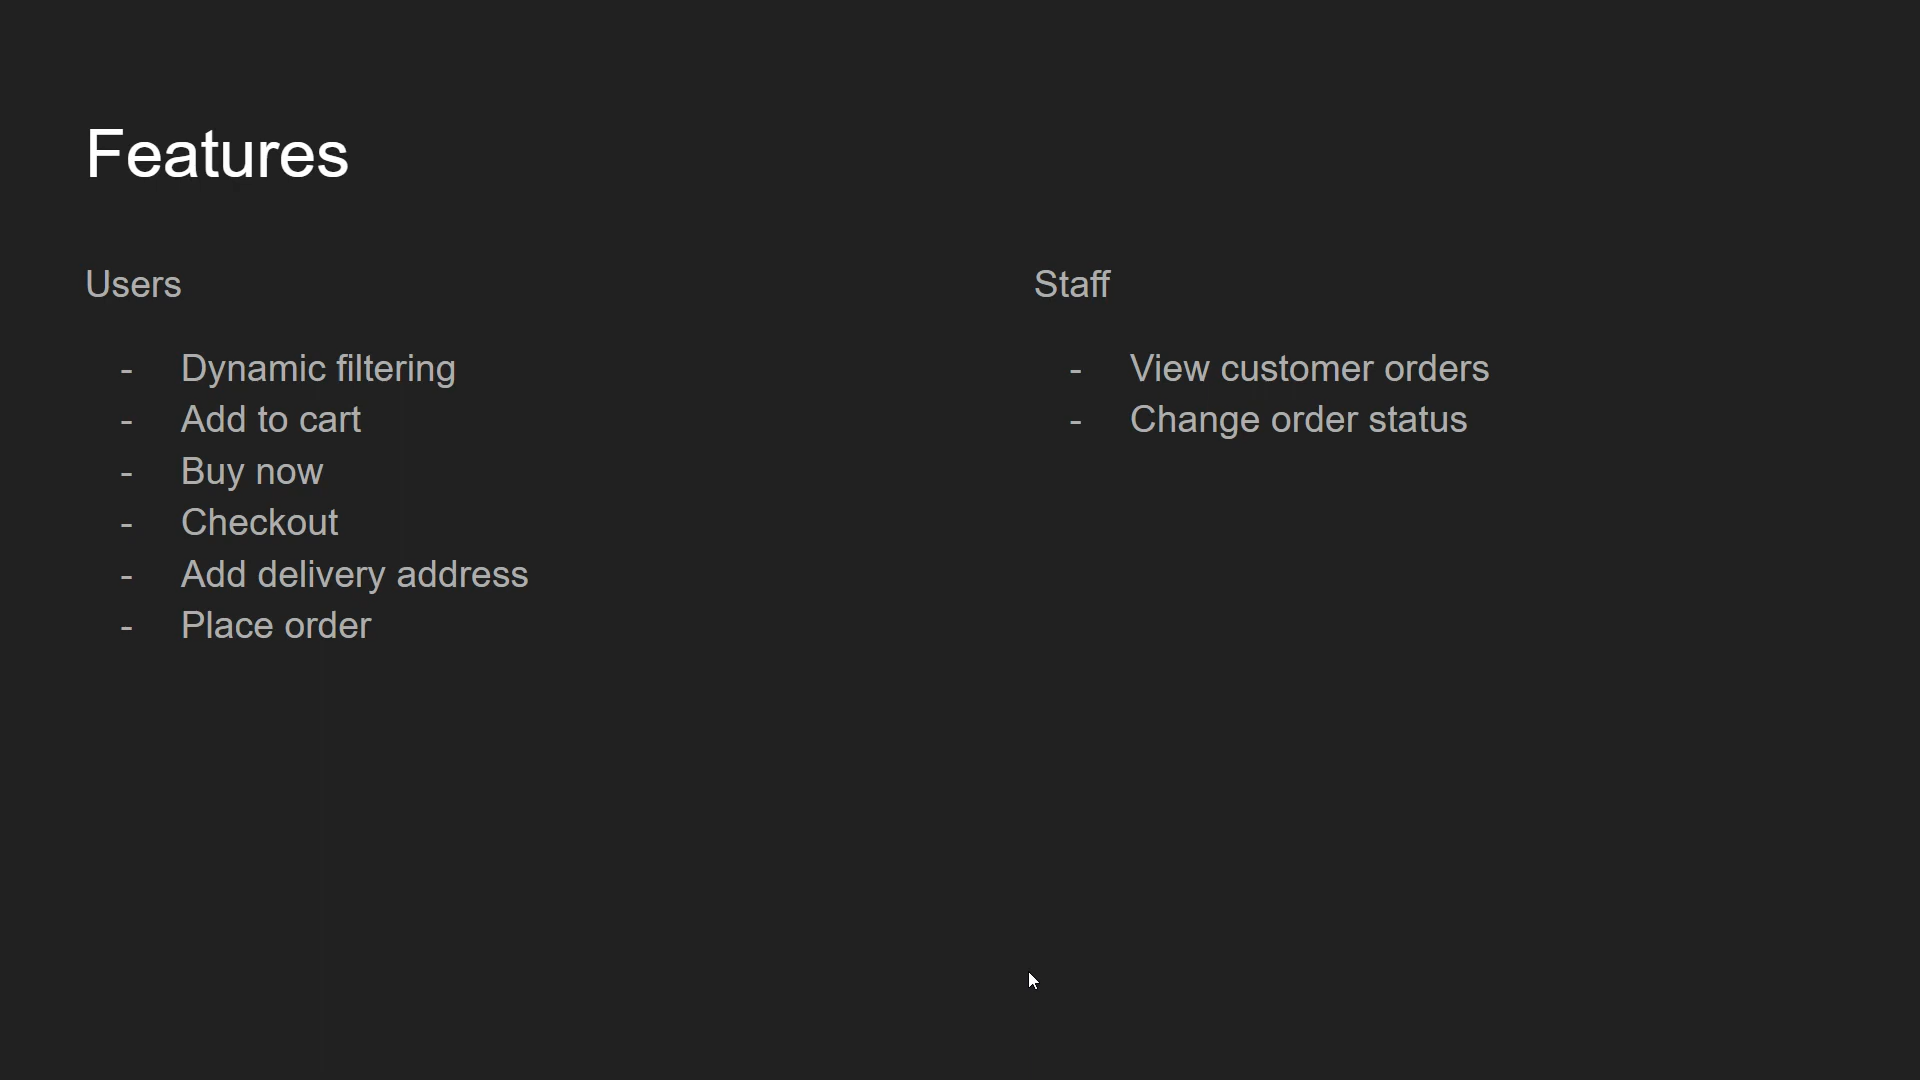 Features
Users
- Dynamic filtering
- Add to cart
- Buy now
- Checkout
- Add delivery address
- Place order
Staff
- View customer orders
- Change order status